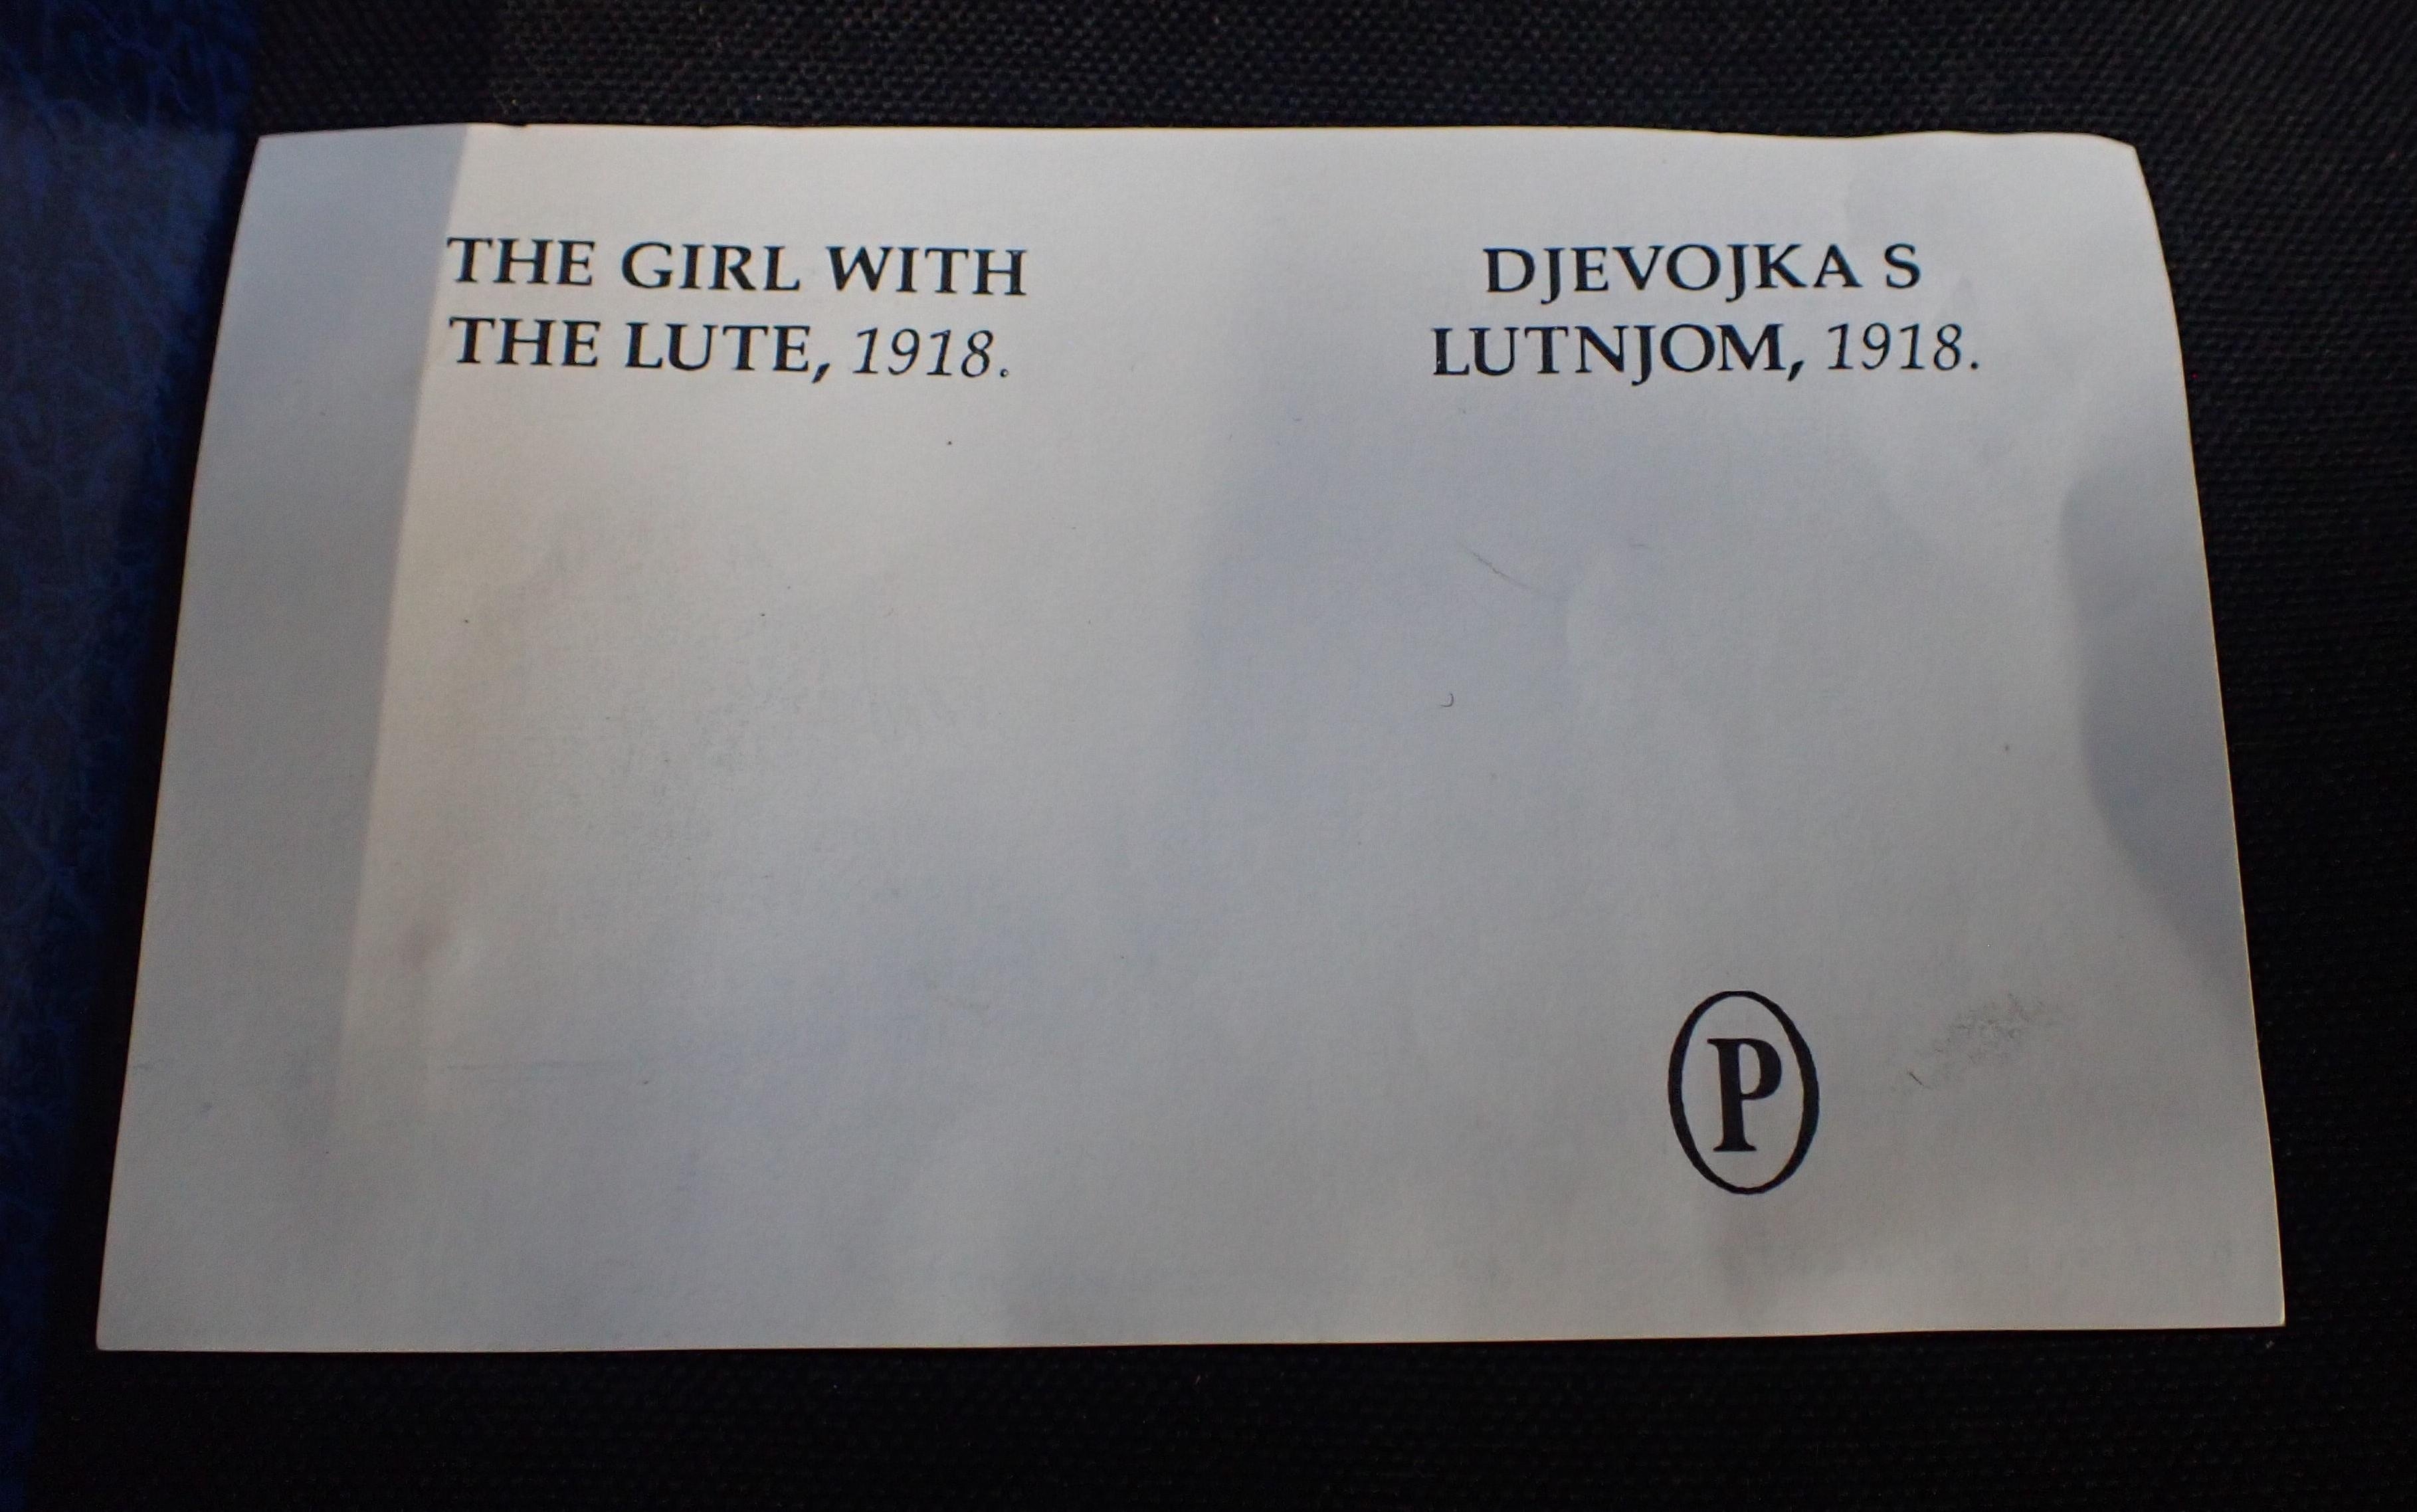 THE GIRL WITH
THE LUTE, 1918.
DJEVOJKA S
LUTNJOM, 1918.
P